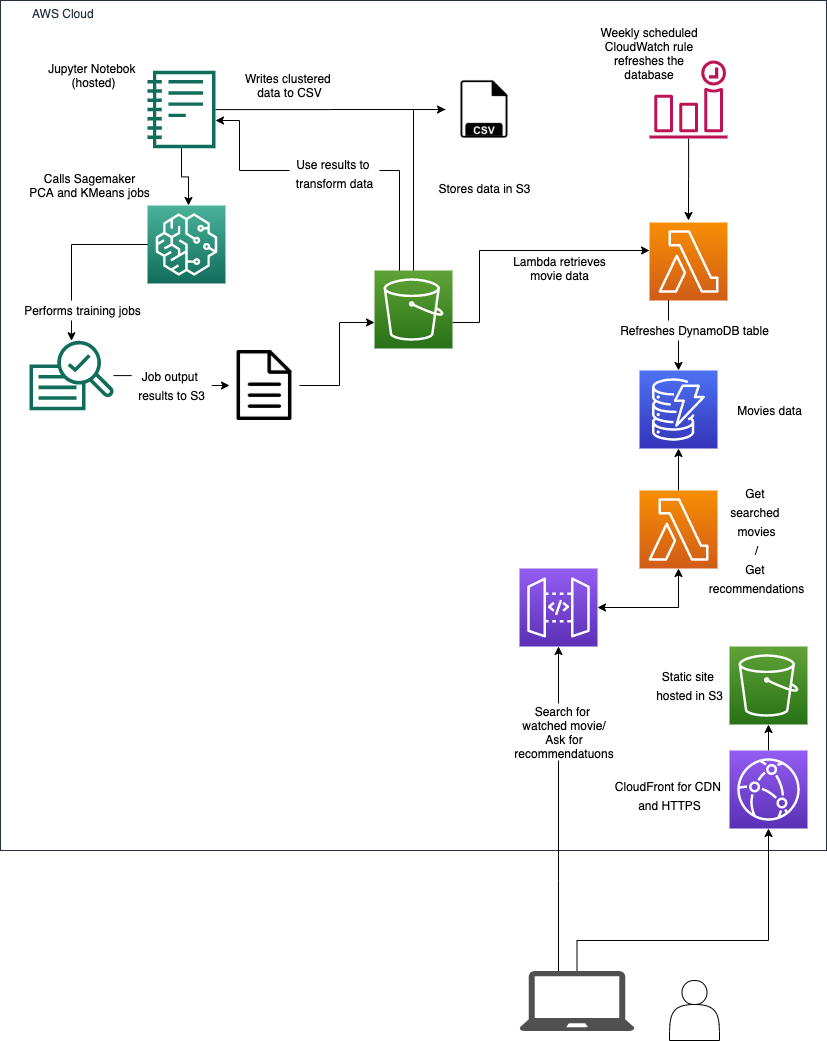 AWS Cloud
Weekly scheduled
CloudWatch rule
refreshes the
database
Jupyter Notebok
(hosted)
Writes clustered
data to CSV
CSV
Use results to
transform data
Stores data in S3
Calls Sagemaker
PCA and KMeans jobs
Lambda retrieves
movie data
Performs training jobs
Refreshes DynamoDB table
Job output
results to S3
Movies data
Get
searched
movies
/
Get
recommendations
</>
Static site
hosted in S3
Search for
watched movie/
Ask for
recommendatuons
CloudFront for CDN
and HTTPS